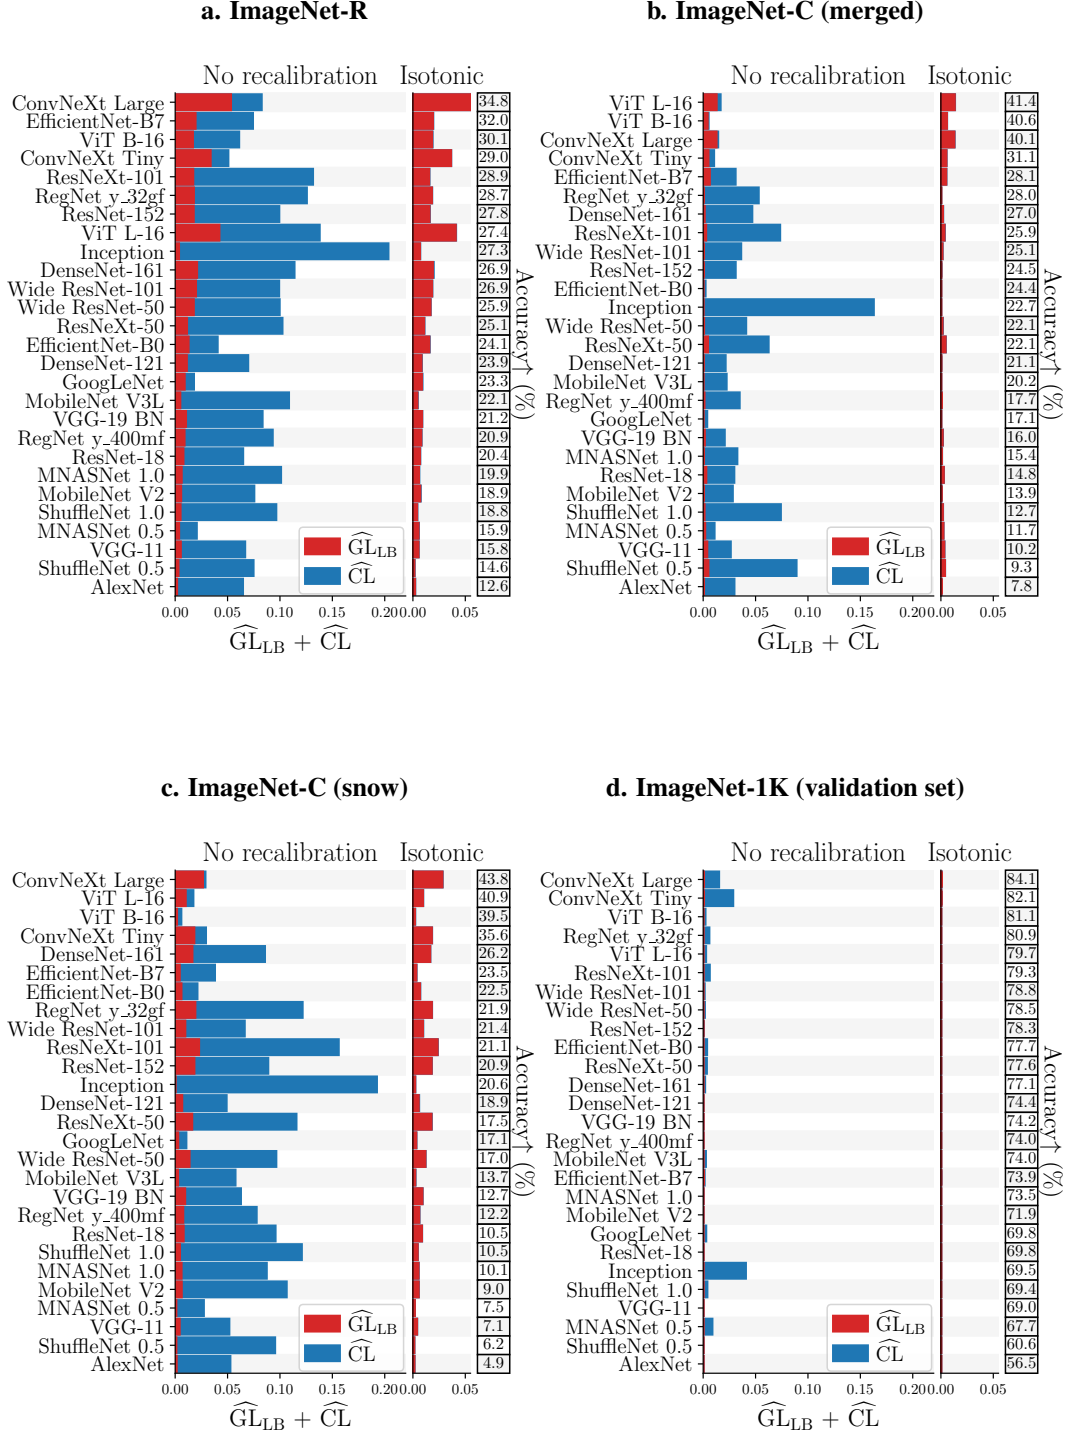 a. ImageNet-R
No recalibration Isotonic
ConvNeXt Large 34.8
EfficientNet-B7 32.0
ViT B-16 30.1
ConvNeXt Tiny 29.0
ResNeXt-101 28.9
RegNet y_32gf 28.7
ResNet-152 27.8
ViT L-16 27.4
Inception 27.3
DenseNet-161 26.9
Wide ResNet-101 26.9
Wide ResNet-50 25.9
ResNeXt-50 25.1
EfficientNet-B0 24.1
DenseNet-121 23.9
GoogLeNet 23.3
MobileNet V3L 22.1
VGG-19 BN 21.2
RegNet y_400mf 20.9
ResNet-18 20.4
MNASNet 1.0 19.9
MobileNet V2 18.9
ShuffleNet 1.0 18.8
MNASNet 0.5 15.9
VGG-11 15.8
ShuffleNet 0.5 14.6
AlexNet 12.6
Accuracy↑ (%)
G͡L_LB
C͡L
0.00 0.05 0.10 0.15 0.20 0.00 0.05
G͡L_LB + C͡L
b. ImageNet-C (merged)
No recalibration Isotonic
ViT L-16 41.4
ViT B-16 40.6
ConvNeXt Large 40.1
ConvNeXt Tiny 31.1
EfficientNet-B7 28.1
RegNet y_32gf 28.0
DenseNet-161 27.0
ResNeXt-101 25.9
Wide ResNet-101 25.1
ResNet-152 24.5
EfficientNet-B0 24.4
Inception 22.7
Wide ResNet-50 22.1
ResNeXt-50 22.1
DenseNet-121 21.1
MobileNet V3L 20.2
RegNet y_400mf 17.7
GoogLeNet 17.1
VGG-19 BN 16.0
MNASNet 1.0 15.4
ResNet-18 14.8
MobileNet V2 13.9
ShuffleNet 1.0 12.7
MNASNet 0.5 11.7
VGG-11 10.2
ShuffleNet 0.5 9.3
AlexNet 7.8
Accuracy↑ (%)
G͡L_LB
C͡L
0.00 0.05 0.10 0.15 0.20 0.00 0.05
G͡L_LB + C͡L
c. ImageNet-C (snow)
No recalibration Isotonic
ConvNeXt Large 43.8
ViT L-16 40.9
ViT B-16 39.5
ConvNeXt Tiny 35.6
DenseNet-161 26.2
EfficientNet-B7 23.5
EfficientNet-B0 22.5
RegNet y_32gf 21.9
Wide ResNet-101 21.4
ResNeXt-101 21.1
ResNet-152 20.9
Inception 20.6
DenseNet-121 18.9
ResNeXt-50 17.5
GoogLeNet 17.1
Wide ResNet-50 17.0
MobileNet V3L 13.7
VGG-19 BN 12.7
RegNet y_400mf 12.2
ResNet-18 10.5
ShuffleNet 1.0 10.5
MNASNet 1.0 10.1
MobileNet V2 9.0
MNASNet 0.5 7.5
VGG-11 7.1
ShuffleNet 0.5 6.2
AlexNet 4.9
Accuracy↑ (%)
G͡L_LB
C͡L
0.00 0.05 0.10 0.15 0.20 0.00 0.05
G͡L_LB + C͡L
d. ImageNet-1K (validation set)
No recalibration Isotonic
ConvNeXt Large 84.1
ConvNeXt Tiny 82.1
ViT B-16 81.1
RegNet y_32gf 80.9
ViT L-16 79.7
ResNeXt-101 79.3
Wide ResNet-101 78.8
Wide ResNet-50 78.5
ResNet-152 78.3
EfficientNet-B0 77.7
ResNeXt-50 77.6
DenseNet-161 77.1
DenseNet-121 74.4
VGG-19 BN 74.2
RegNet y_400mf 74.0
MobileNet V3L 74.0
EfficientNet-B7 73.9
MNASNet 1.0 73.5
MobileNet V2 71.9
GoogLeNet 69.8
ResNet-18 69.8
Inception 69.5
ShuffleNet 1.0 69.4
VGG-11 69.0
MNASNet 0.5 67.7
ShuffleNet 0.5 60.6
AlexNet 56.5
Accuracy↑ (%)
G͡L_LB
C͡L
0.00 0.05 0.10 0.15 0.20 0.00 0.05
G͡L_LB + C͡L